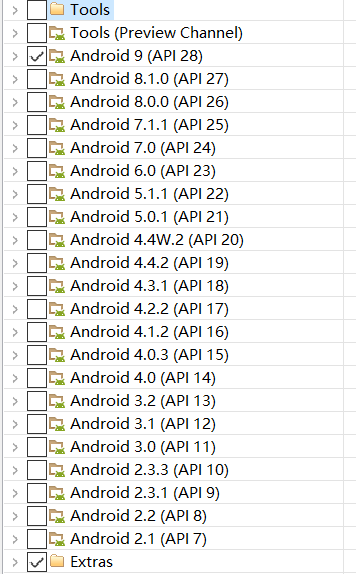 Tools
Tools (Preview Channel)
Android 9 (API 28)
Android 8.1.0 (API 27)
Android 8.0.0 (API 26)
Android 7.1.1 (API 25)
Android 7.0 (API 24)
Android 6.0 (API 23)
Android 5.1.1 (API 22)
Android 5.0.1 (API 21)
Android 4.4W.2 (API 20)
Android 4.4.2 (API 19)
Android 4.3.1 (API 18)
Android 4.2.2 (API 17)
Android 4.1.2 (API 16)
Android 4.0.3 (API 15)
Android 4.0 (API 14)
Android 3.2 (API 13)
Android 3.1 (API 12)
Android 3.0 (API 11)
Android 2.3.3 (API 10)
Android 2.3.1 (API 9)
Android 2.2 (API 8)
Android 2.1 (API 7)
Extras